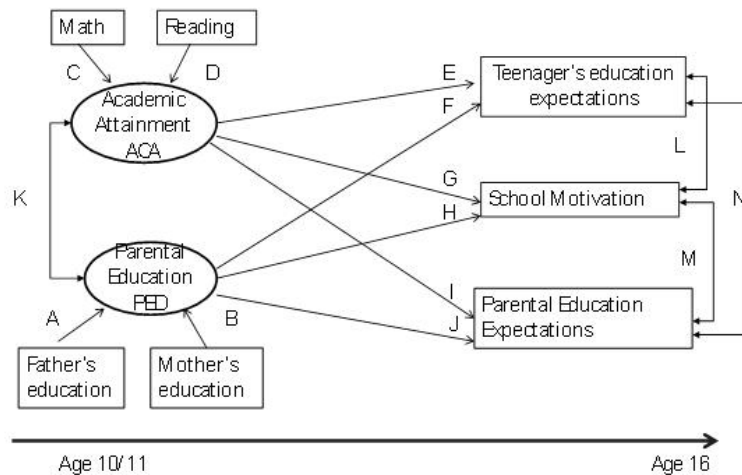 Math
Reading
C
D
E
F
Academic
Attainment
ACA
Teenager's education
expectations
K
L
N
G
H
School Motivation
M
Parental
Education
PED
A
B
I
J
Parental Education
Expectations
Father's
education
Mother's
education
Age 10/11
Age 16